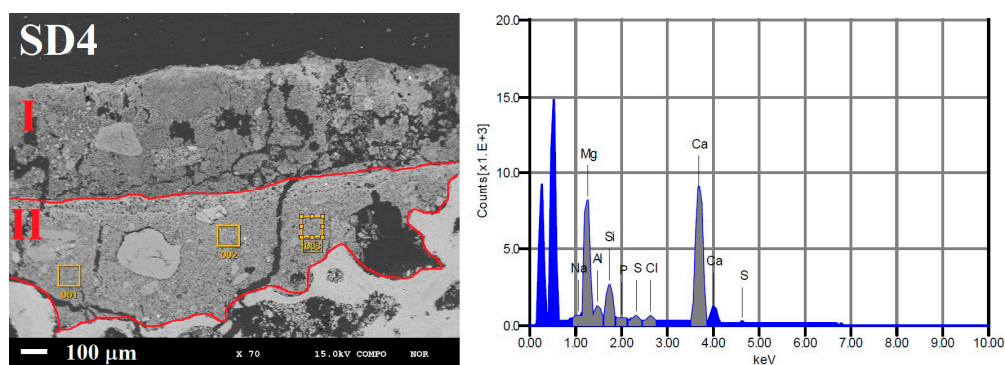 SD4
I
II
001
002
003
100 μm
X 70 15.0kV COMPO NOR
Counts[x1.E+3]
20.0
15.0
10.0
5.0
0.0
Mg
Ca
Si
Na
Al
P
S
Cl
Ca
S
0.00 1.00 2.00 3.00 4.00 5.00 6.00 7.00 8.00 9.00 10.00
keV